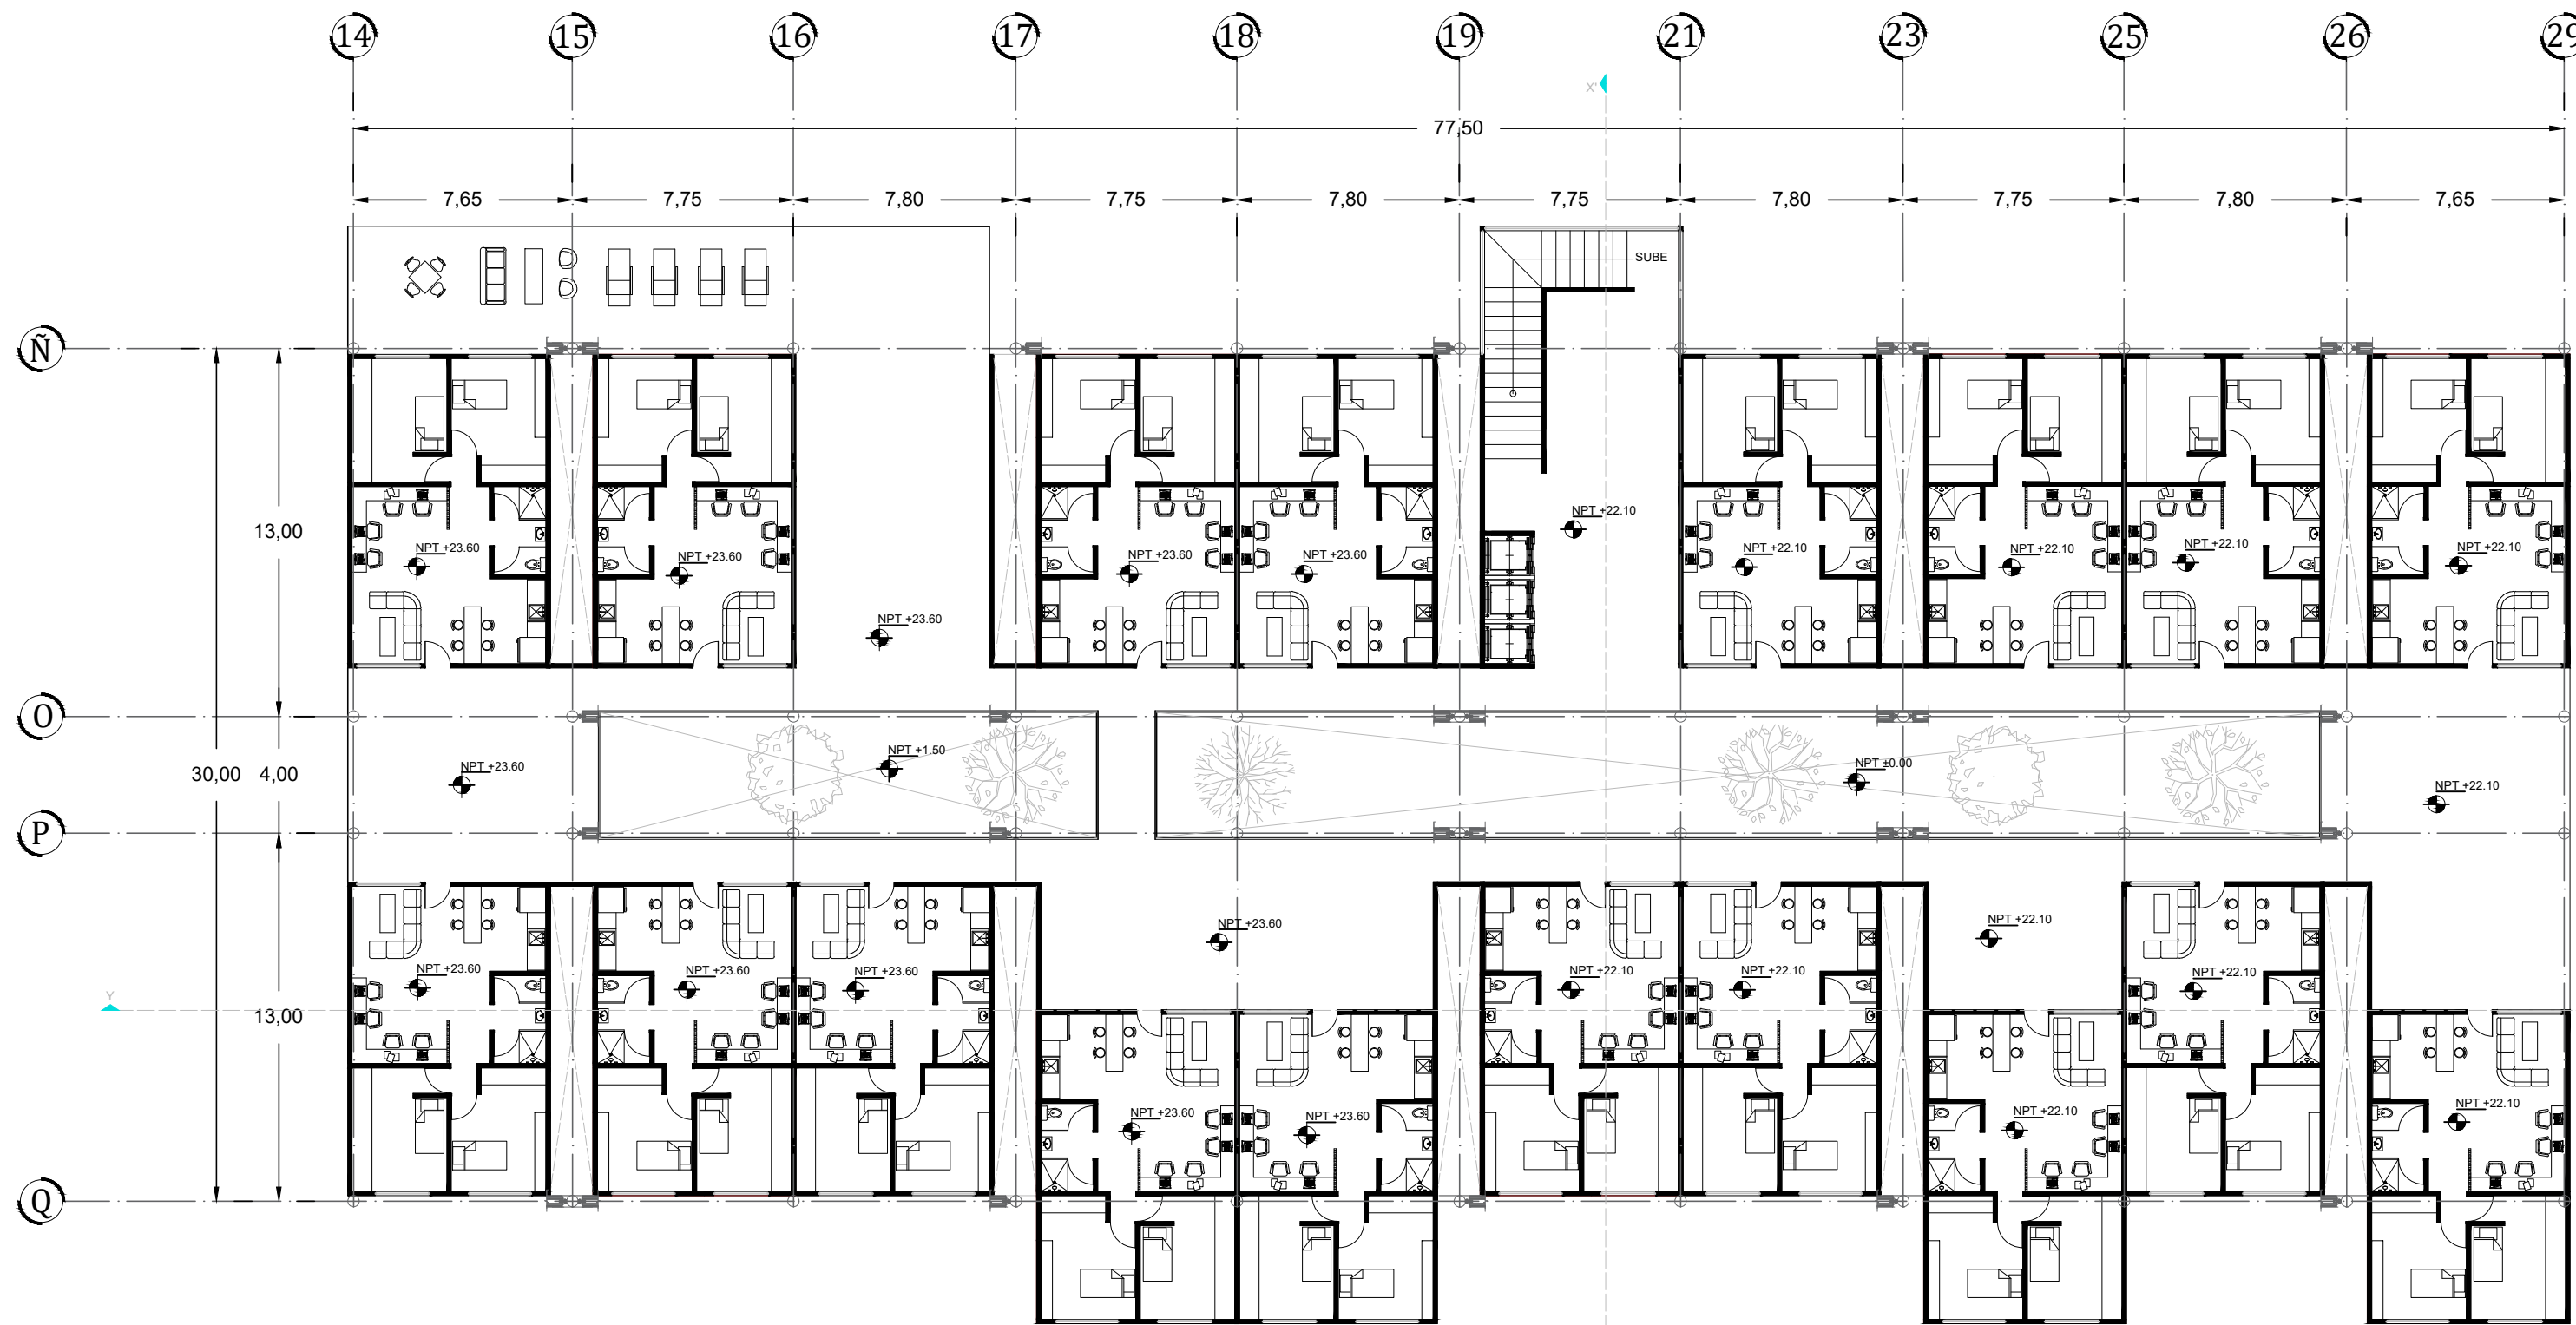 14 15 16 17 18 19 21 23 25 26 29
X'
77,50
7,65 7,75 7,80 7,75 7,80 7,75 7,80 7,75 7,80 7,65
SUBE
Ñ
NPT +22.10
13,00
NPT +23.60
NPT +23.60
NPT +23.60
NPT +23.60
NPT +22.10
NPT +22.10
NPT +22.10
NPT +22.10
NPT +23.60
O
NPT +1.50
NPT ±0.00
30,00 4,00
NPT +23.60
NPT +22.10
P
NPT +23.60
NPT +22.10
NPT +23.60
NPT +23.60
NPT +23.60
NPT +22.10
NPT +22.10
NPT +22.10
Y
13,00
NPT +23.60
NPT +23.60
NPT +22.10
NPT +22.10
Q